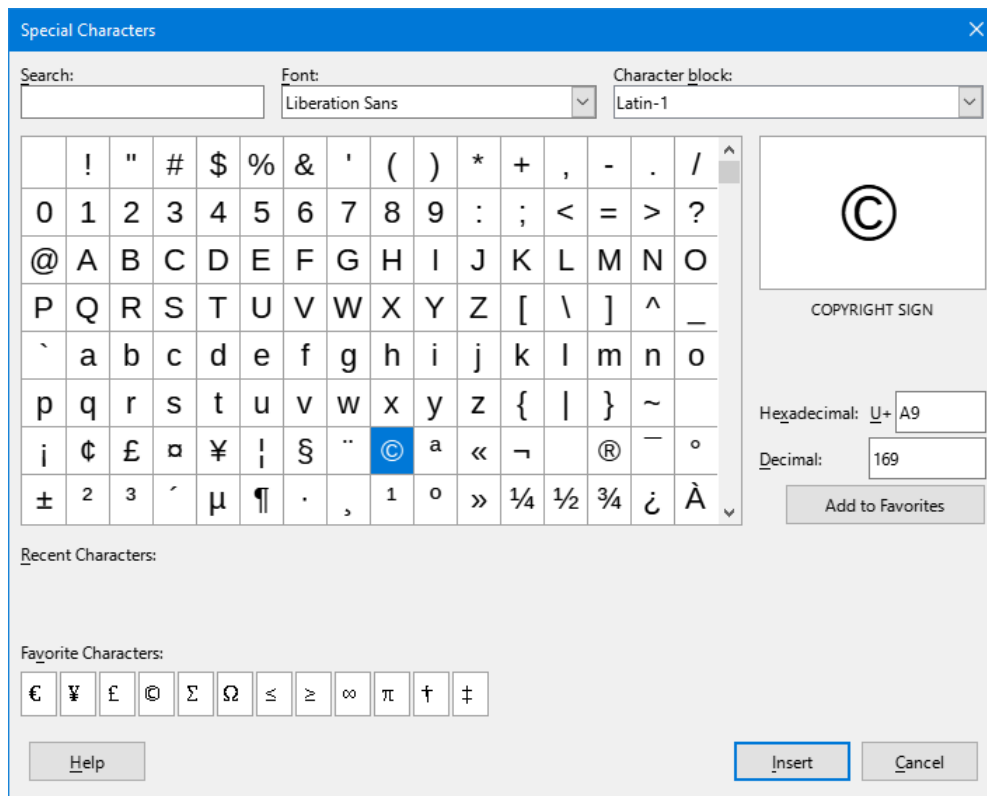 Special Characters
Search: Font: Character block:
Liberation Sans Latin-1
! " # $ % & ' ( ) * + , - . /
0 1 2 3 4 5 6 7 8 9 : ; < = > ?
@ A B C D E F G H I J K L M N O
P Q R S T U V W X Y Z [ \ ] ^ _
` a b c d e f g h i j k l m n o
p q r s t u v w x y z { | } ~
¡ ¢ £ ¤ ¥ ¦ § ¨ © ª « ¬ ® ¯ °
± ² ³ ´ µ ¶ · ¸ ¹ º » ¼ ½ ¾ ¿ À
©
COPYRIGHT SIGN
Hexadecimal: U+ A9
Decimal: 169
Add to Favorites
Recent Characters:
Favorite Characters:
€ ¥ £ © Σ Ω ≤ ≥ ∞ π † ‡
Help Insert Cancel